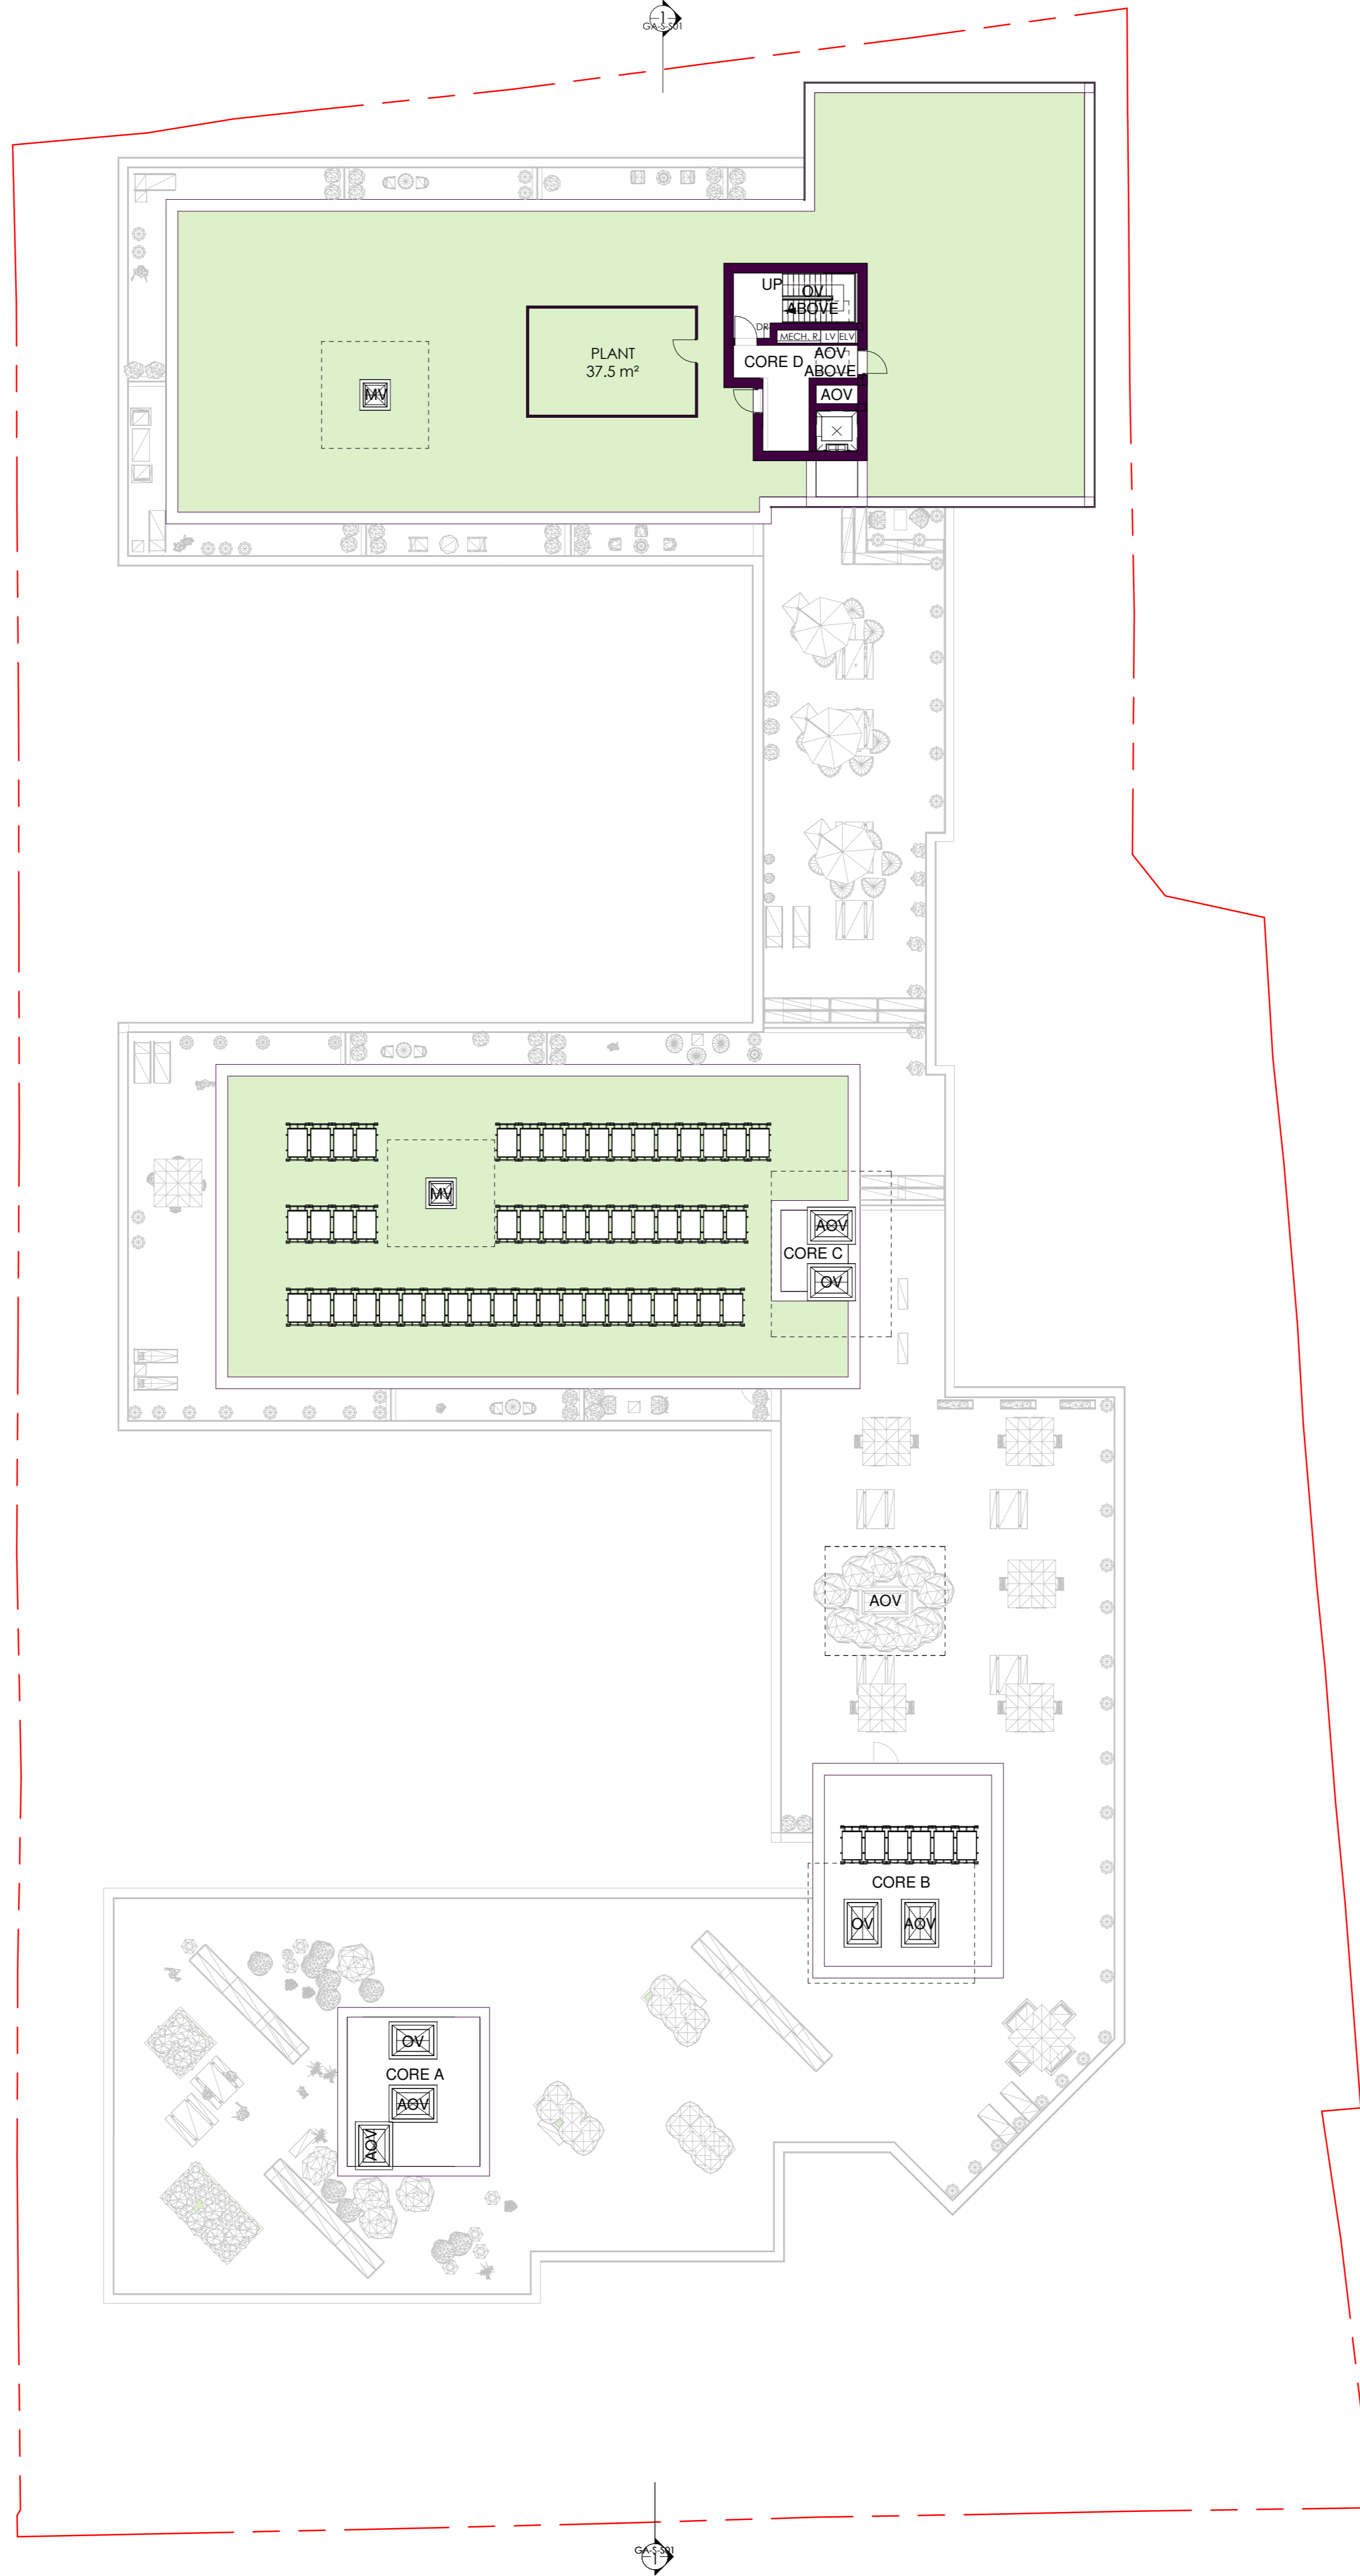 1
GA-S-S01
UP
OV
ABOVE
DR
MECH. R.
LV
ELV
PLANT
37.5 m²
CORE D
AOV
ABOVE
AOV
MV
MV
AOV
CORE C
OV
AOV
CORE B
OV
AOV
OV
CORE A
AOV
AOV
GA-S-S01
1